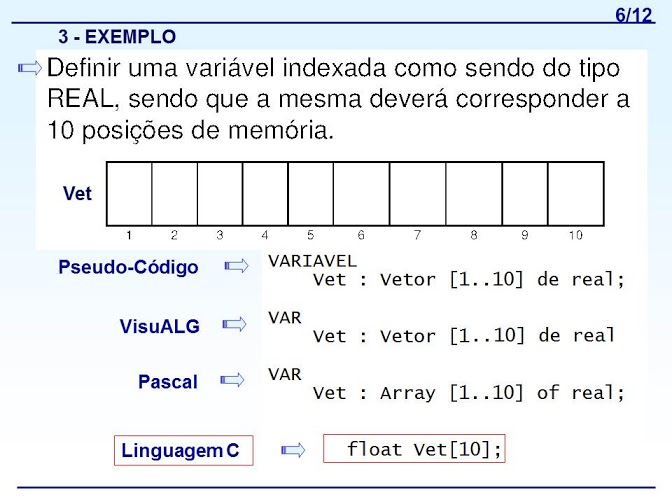 6/12
3 - EXEMPLO
Definir uma variável indexada como sendo do tipo
REAL, sendo que a mesma deverá corresponder a
10 posições de memória.
Vet
1 2 3 4 5 6 7 8 9 10
Pseudo-Código VARIAVEL
Vet : Vetor [1..10] de real;
VisuALG VAR
Vet : Vetor [1..10] de real
Pascal VAR
Vet : Array [1..10] of real;
Linguagem C float Vet[10];